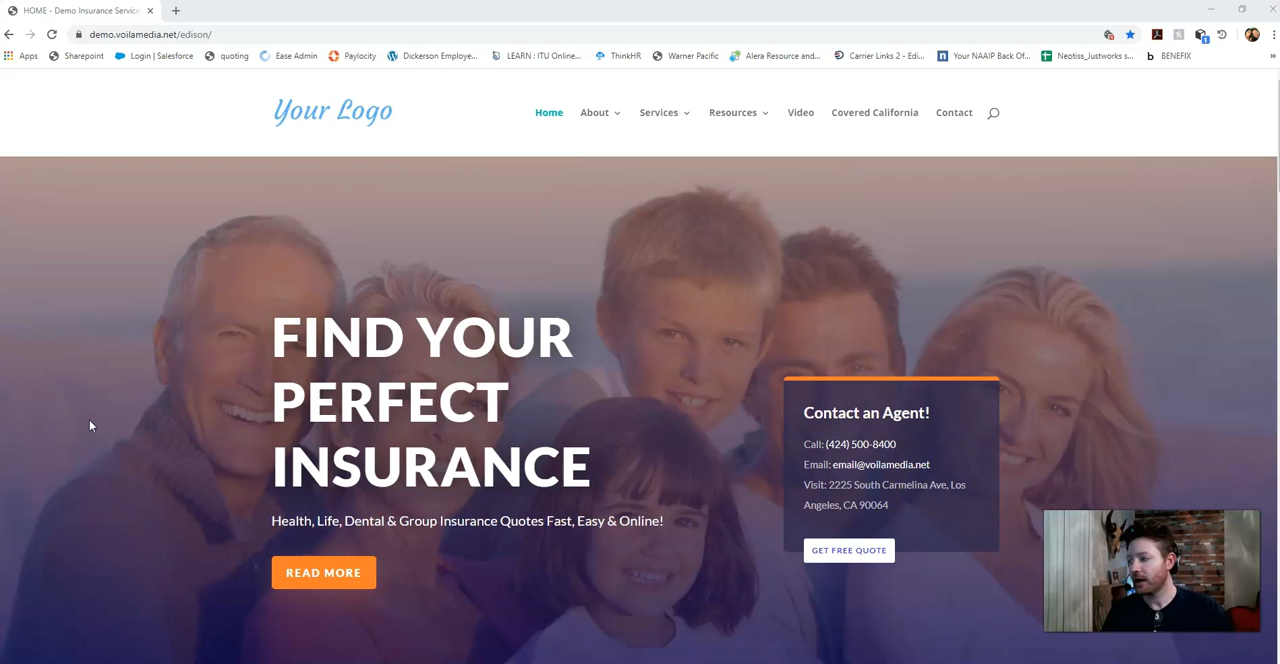 HOME - Demo Insurance Service
demo.voilamedia.net/edison/
Apps Sharepoint Login | Salesforce quoting Ease Admin Paylocity Dickerson Employe... LEARN : ITU Online... ThinkHR Warner Pacific Alera Resource and... Carrier Links 2 - Edi... Your NAAIP Back Of... Neotiss_Justworks s... BENEFIX
Your Logo
Home About Services Resources Video Covered California Contact
FIND YOUR
PERFECT
INSURANCE
Health, Life, Dental & Group Insurance Quotes Fast, Easy & Online!
READ MORE
Contact an Agent!
Call: (424) 500-8400
Email: email@voilamedia.net
Visit: 2225 South Carmelina Ave, Los
Angeles, CA 90064
GET FREE QUOTE